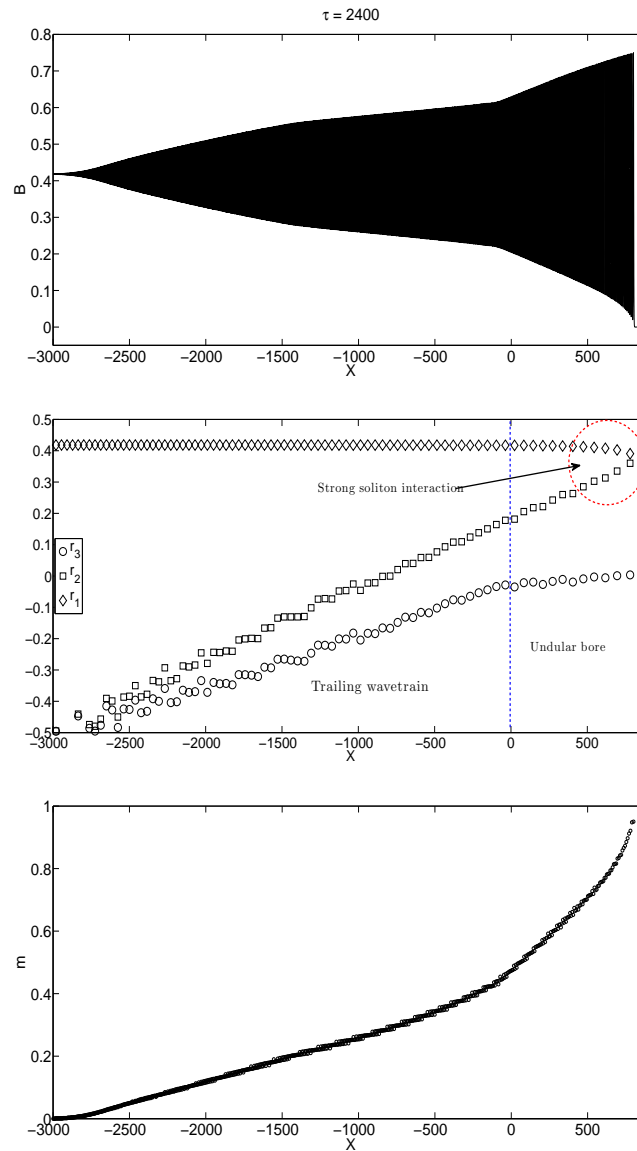 τ = 2400
0.8
0.7
0.6
0.5
0.4
0.3
0.2
0.1
0
B
−3000 −2500 −2000 −1500 −1000 −500 0 500
X
0.5
0.4
0.3
0.2
0.1
0
−0.1
−0.2
−0.3
−0.4
−0.5
Strong soliton interaction
r3
r2
r1
Undular bore
Trailing wavetrain
−3000 −2500 −2000 −1500 −1000 −500 0 500
X
1
0.8
0.6
0.4
0.2
0
m
−3000 −2500 −2000 −1500 −1000 −500 0 500
X